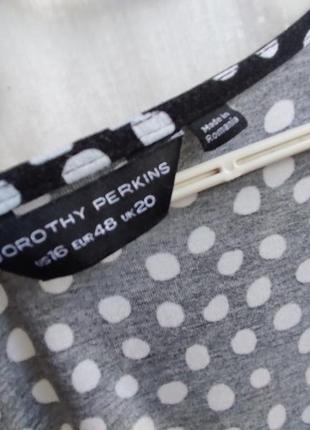 DOROTHY PERKINS
US16 EUR48 UK20
Made in
Romania